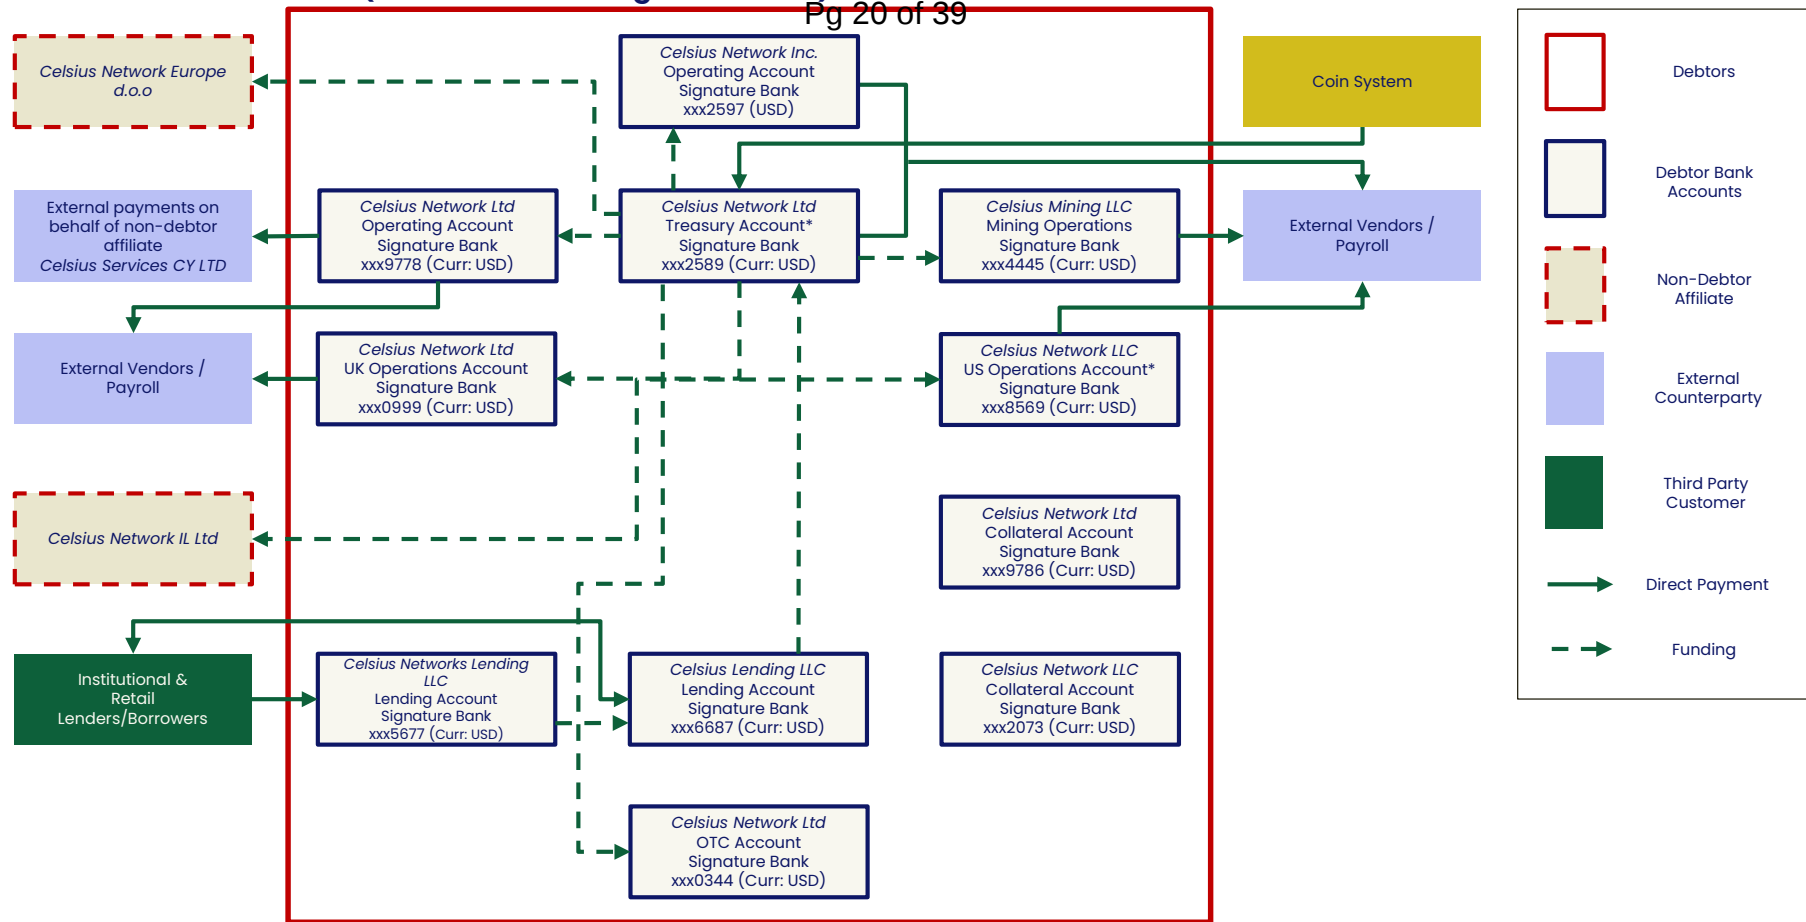 Pg 20 of 39
Celsius Network Europe
d.o.o
Celsius Network Inc.
Operating Account
Signature Bank
xxx2597 (USD)
Coin System
External payments on
behalf of non-debtor
affiliate
Celsius Services CY LTD
Celsius Network Ltd
Operating Account
Signature Bank
xxx9778 (Curr: USD)
Celsius Network Ltd
Treasury Account*
Signature Bank
xxx2589 (Curr: USD)
Celsius Mining LLC
Mining Operations
Signature Bank
xxx4445 (Curr: USD)
External Vendors /
Payroll
External Vendors /
Payroll
Celsius Network Ltd
UK Operations Account
Signature Bank
xxx0999 (Curr: USD)
Celsius Network LLC
US Operations Account*
Signature Bank
xxx8569 (Curr: USD)
Celsius Network IL Ltd
Celsius Network Ltd
Collateral Account
Signature Bank
xxx9786 (Curr: USD)
Institutional &
Retail
Lenders/Borrowers
Celsius Networks Lending
LLC
Lending Account
Signature Bank
xxx5677 (Curr: USD)
Celsius Lending LLC
Lending Account
Signature Bank
xxx6687 (Curr: USD)
Celsius Network LLC
Collateral Account
Signature Bank
xxx2073 (Curr: USD)
Celsius Network Ltd
OTC Account
Signature Bank
xxx0344 (Curr: USD)
Debtors
Debtor Bank
Accounts
Non-Debtor
Affiliate
External
Counterparty
Third Party
Customer
Direct Payment
Funding